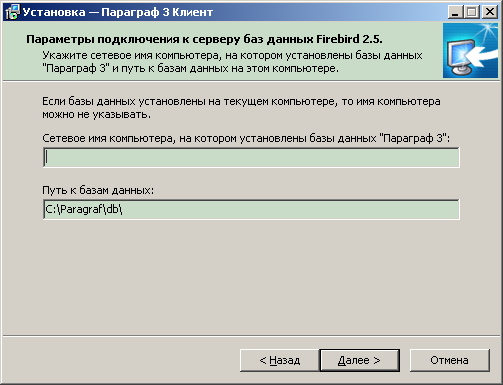 Установка — Параграф 3 Клиент
Параметры подключения к серверу баз данных Firebird 2.5.
Укажите сетевое имя компьютера, на котором установлены базы данных
"Параграф 3" и путь к базам данных на этом компьютере.
Если базы данных установлены на текущем компьютере, то имя компьютера
можно не указывать.
Сетевое имя компьютера, на котором установлены базы данных "Параграф 3":
Путь к базам данных:
C:\Paragraf\db\
< Назад
Далее >
Отмена